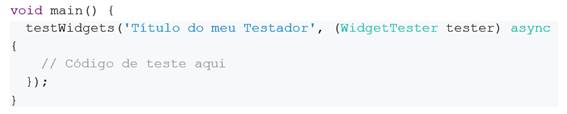 void main() {
  testWidgets('Título do meu Testador', (WidgetTester tester) async
{
    // Código de teste aqui
  });
}